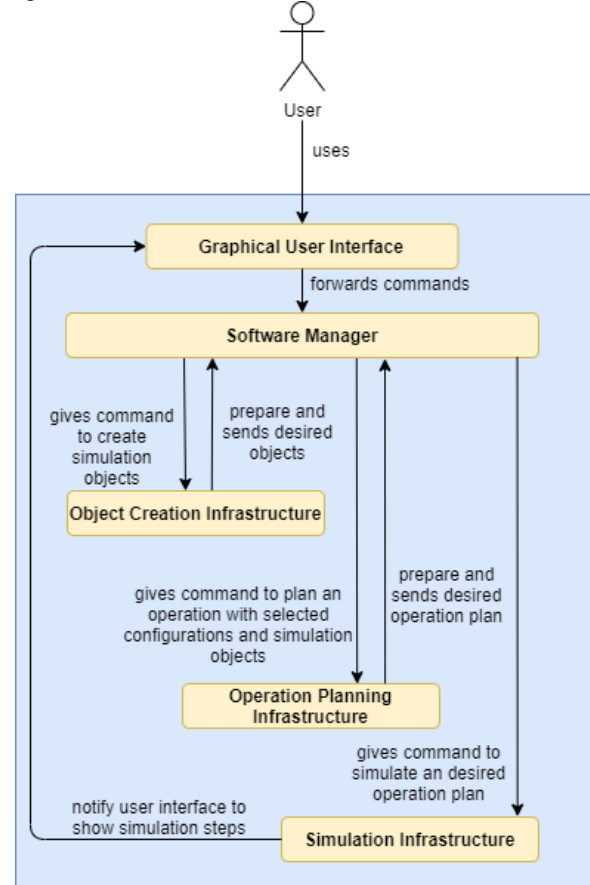 User
uses
Graphical User Interface
forwards commands
Software Manager
gives command
to create
simulation
objects
prepare and
sends desired
objects
Object Creation Infrastructure
gives command to plan an
operation with selected
configurations and simulation
objects
prepare and
sends desired
operation plan
Operation Planning
Infrastructure
gives command to
simulate an desired
operation plan
notify user interface to
show simulation steps
Simulation Infrastructure